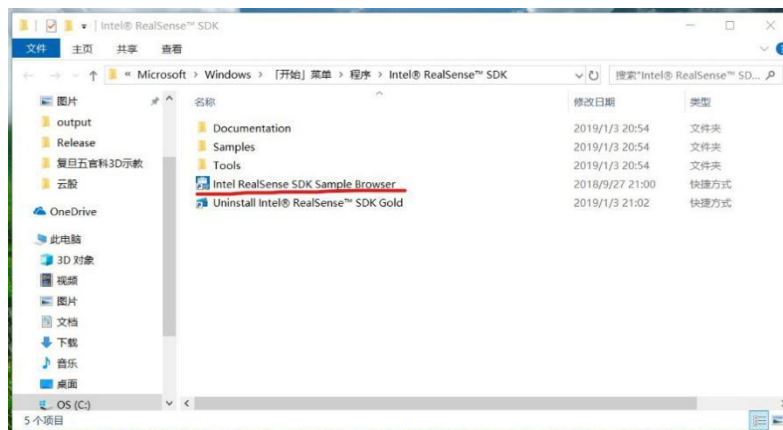 Intel® RealSense™ SDK
文件 主页 共享 查看
« Microsoft > Windows > 「开始」菜单 > 程序 > Intel® RealSense™ SDK 搜索"Intel® RealSense™ SD...
图片
output
Release
复旦五官科3D示教
云股
OneDrive
此电脑
3D 对象
视频
图片
文档
下载
音乐
桌面
OS (C:)
名称 修改日期 类型
Documentation 2019/1/3 20:54 文件夹
Samples 2019/1/3 20:54 文件夹
Tools 2019/1/3 20:54 文件夹
Intel RealSense SDK Sample Browser 2018/9/27 21:00 快捷方式
Uninstall Intel® RealSense™ SDK Gold 2019/1/3 21:02 快捷方式
5 个项目